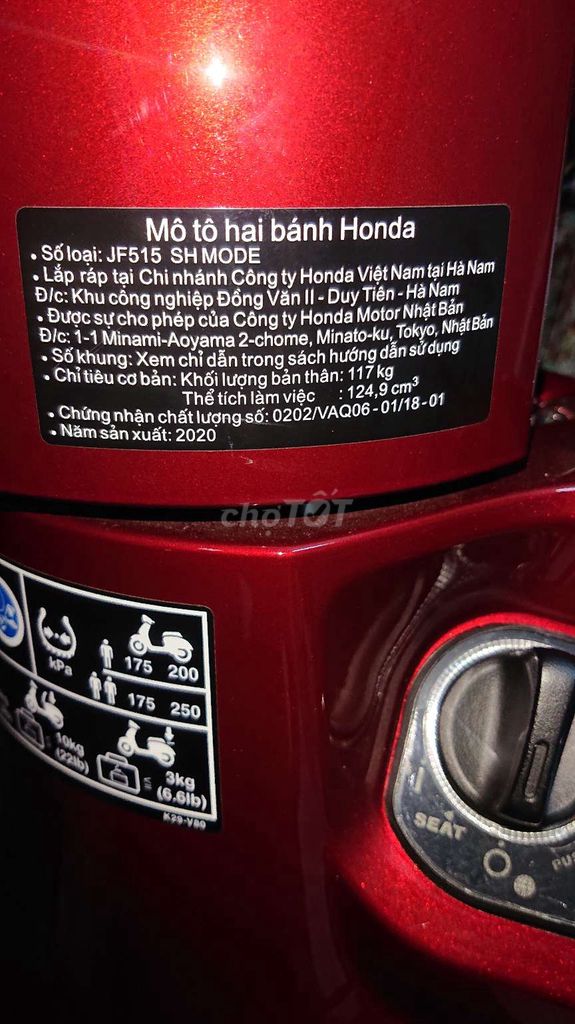 Mô tô hai bánh Honda
• Số loại: JF515 SH MODE
• Lắp ráp tại Chi nhánh Công ty Honda Việt Nam tại Hà Nam
Đ/c: Khu công nghiệp Đồng Văn II - Duy Tiên - Hà Nam
• Được sự cho phép của Công ty Honda Motor Nhật Bản
Đ/c: 1-1 Minami-Aoyama 2-chome, Minato-ku, Tokyo, Nhật Bản
• Số khung: Xem chỉ dẫn trong sách hướng dẫn sử dụng
• Chỉ tiêu cơ bản: Khối lượng bản thân: 117 kg
Thể tích làm việc : 124,9 cm³
• Chứng nhận chất lượng số: 0202/VAQ06 - 01/18 - 01
• Năm sản xuất: 2020
chợTỐT
kPa 175 200
175 250
10kg (22lb)
3kg (6.6lb)
K29-V80
SEAT